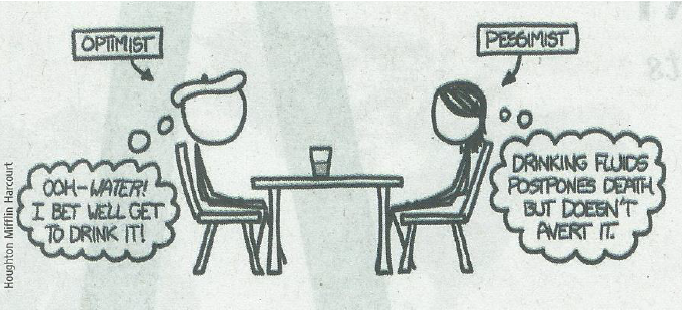 OPTIMIST
PESSIMIST
OOH-WATER!
I BET WE'LL GET
TO DRINK IT!
DRINKING FLUIDS
POSTPONES DEATH
BUT DOESN'T
AVERT IT.
Houghton Mifflin Harcourt